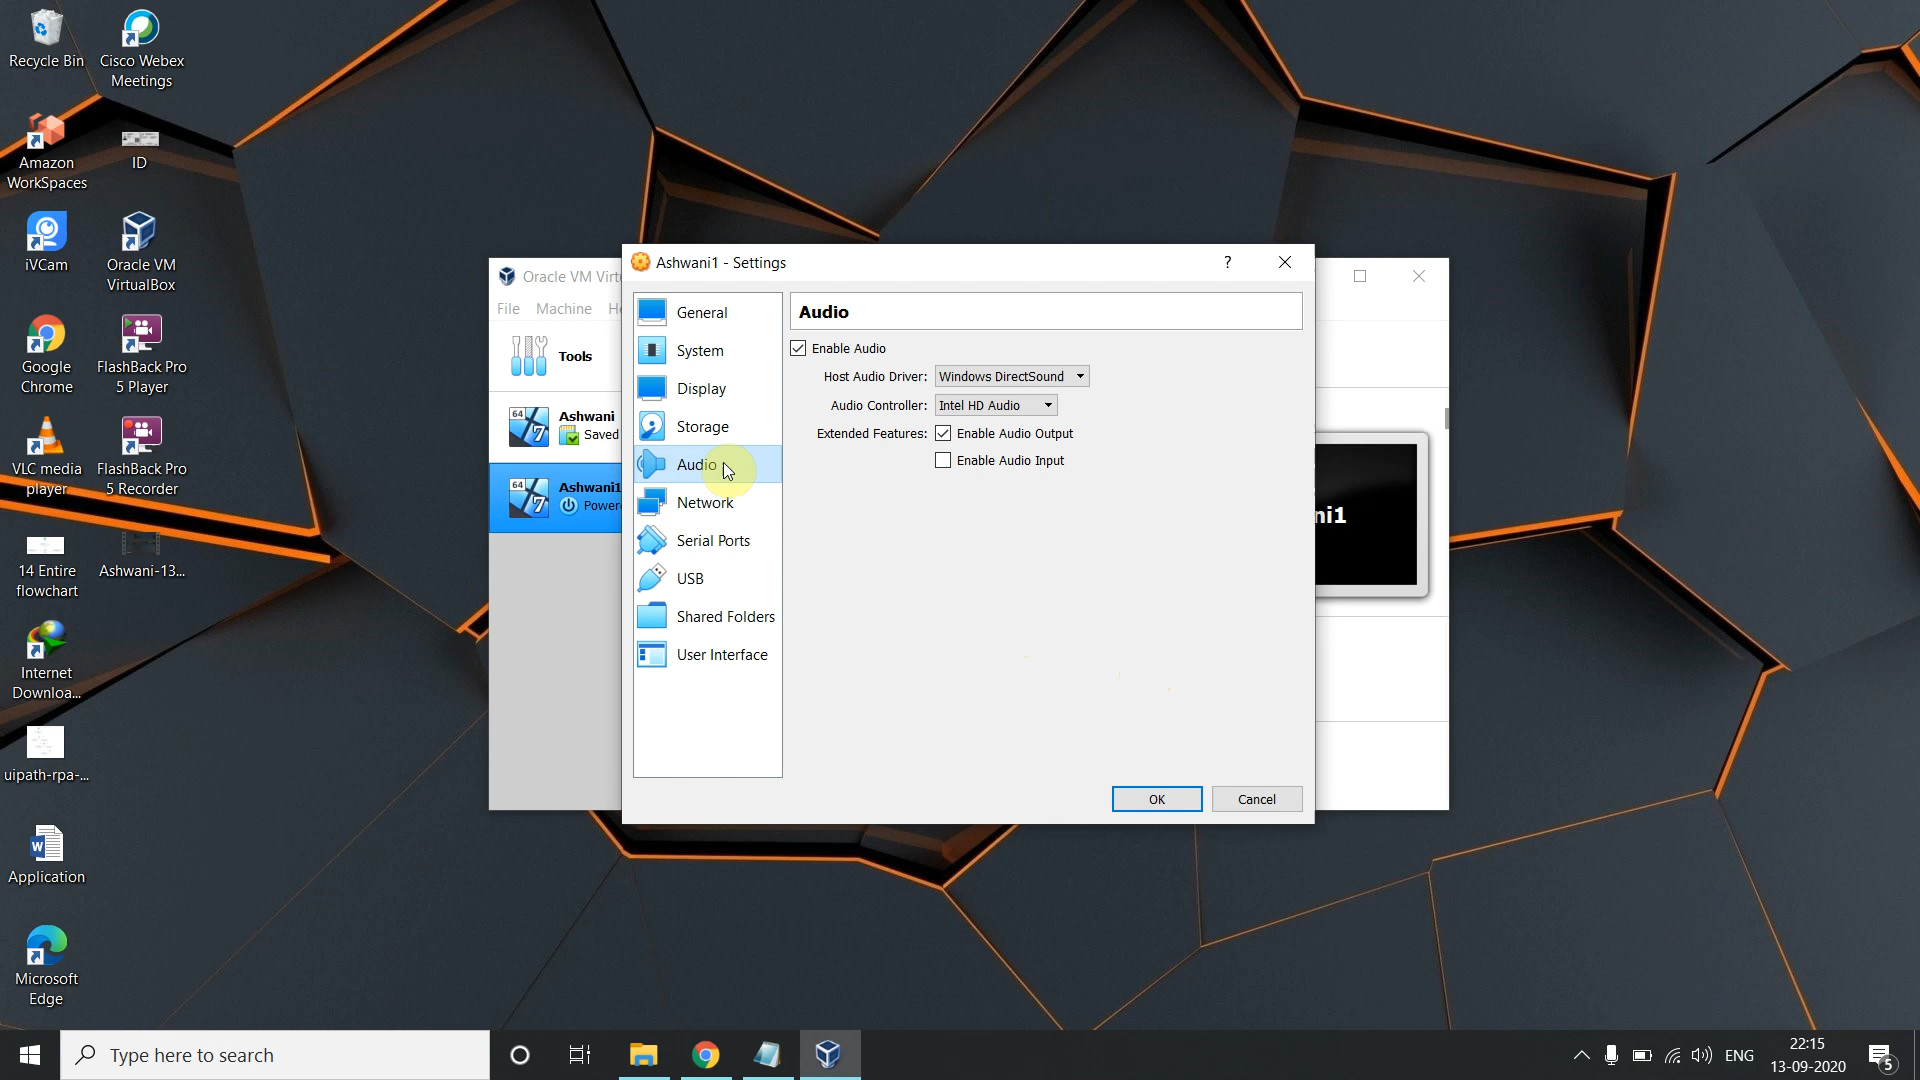 Recycle Bin
Cisco Webex
Meetings
Amazon
WorkSpaces
ID
iVCam
Oracle VM
VirtualBox
Google
Chrome
FlashBack Pro
5 Player
VLC media
player
FlashBack Pro
5 Recorder
14 Entire
flowchart
Ashwani-13...
Internet
Downloa...
uipath-rpa-...
Application
Microsoft
Edge
Oracle VM Virt
File Machine He
Tools
64
7
Ashwani
Saved
64
7
Ashwani1
Powere
ni1
Ashwani1 - Settings
?
General
System
Display
Storage
Audio
Network
Serial Ports
USB
Shared Folders
User Interface
Audio
Enable Audio
Host Audio Driver: Windows DirectSound
Audio Controller: Intel HD Audio
Extended Features: Enable Audio Output
Enable Audio Input
OK Cancel
Type here to search
ENG
22:15
13-09-2020
5